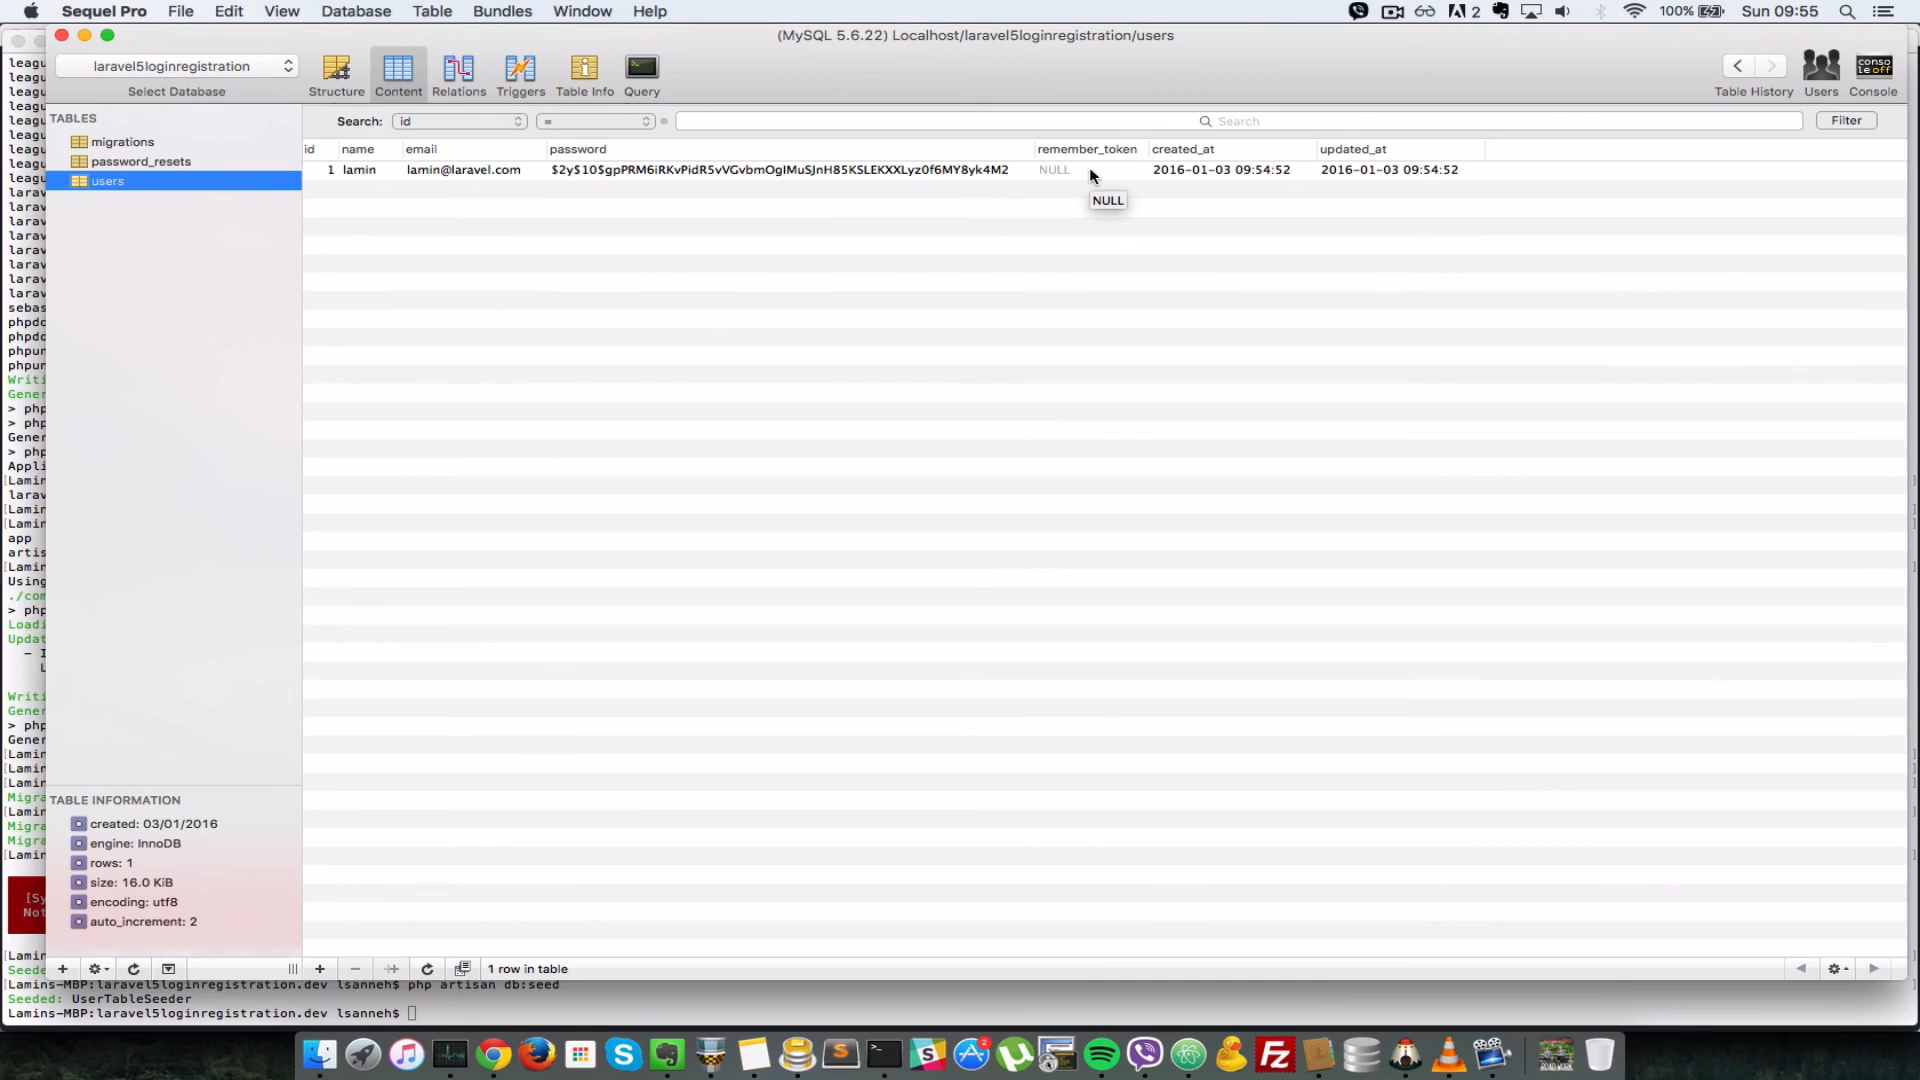 Sequel Pro File Edit View Database Table Bundles Window Help
2 100% Sun 09:55
(MySQL 5.6.22) Localhost/laravel5loginregistration/users
laravel5loginregistration
Select Database
Structure Content Relations Triggers Table Info Query
Table History Users Console
conso
le off
TABLES
migrations
password_resets
users
Search: id = Search Filter
id name email password remember_token created_at updated_at
1 lamin lamin@laravel.com $2y$10$gpPRM6iRKvPidR5vVGvbmOgIMuSJnH85KSLEKXXLyz0f6MY8yk4M2 NULL 2016-01-03 09:54:52 2016-01-03 09:54:52
NULL
TABLE INFORMATION
created: 03/01/2016
engine: InnoDB
rows: 1
size: 16.0 KiB
encoding: utf8
auto_increment: 2
1 row in table
Lamins-MBP:laravel5loginregistration.dev lsanneh$ php artisan db:seed
Seeded: UserTableSeeder
Lamins-MBP:laravel5loginregistration.dev lsanneh$